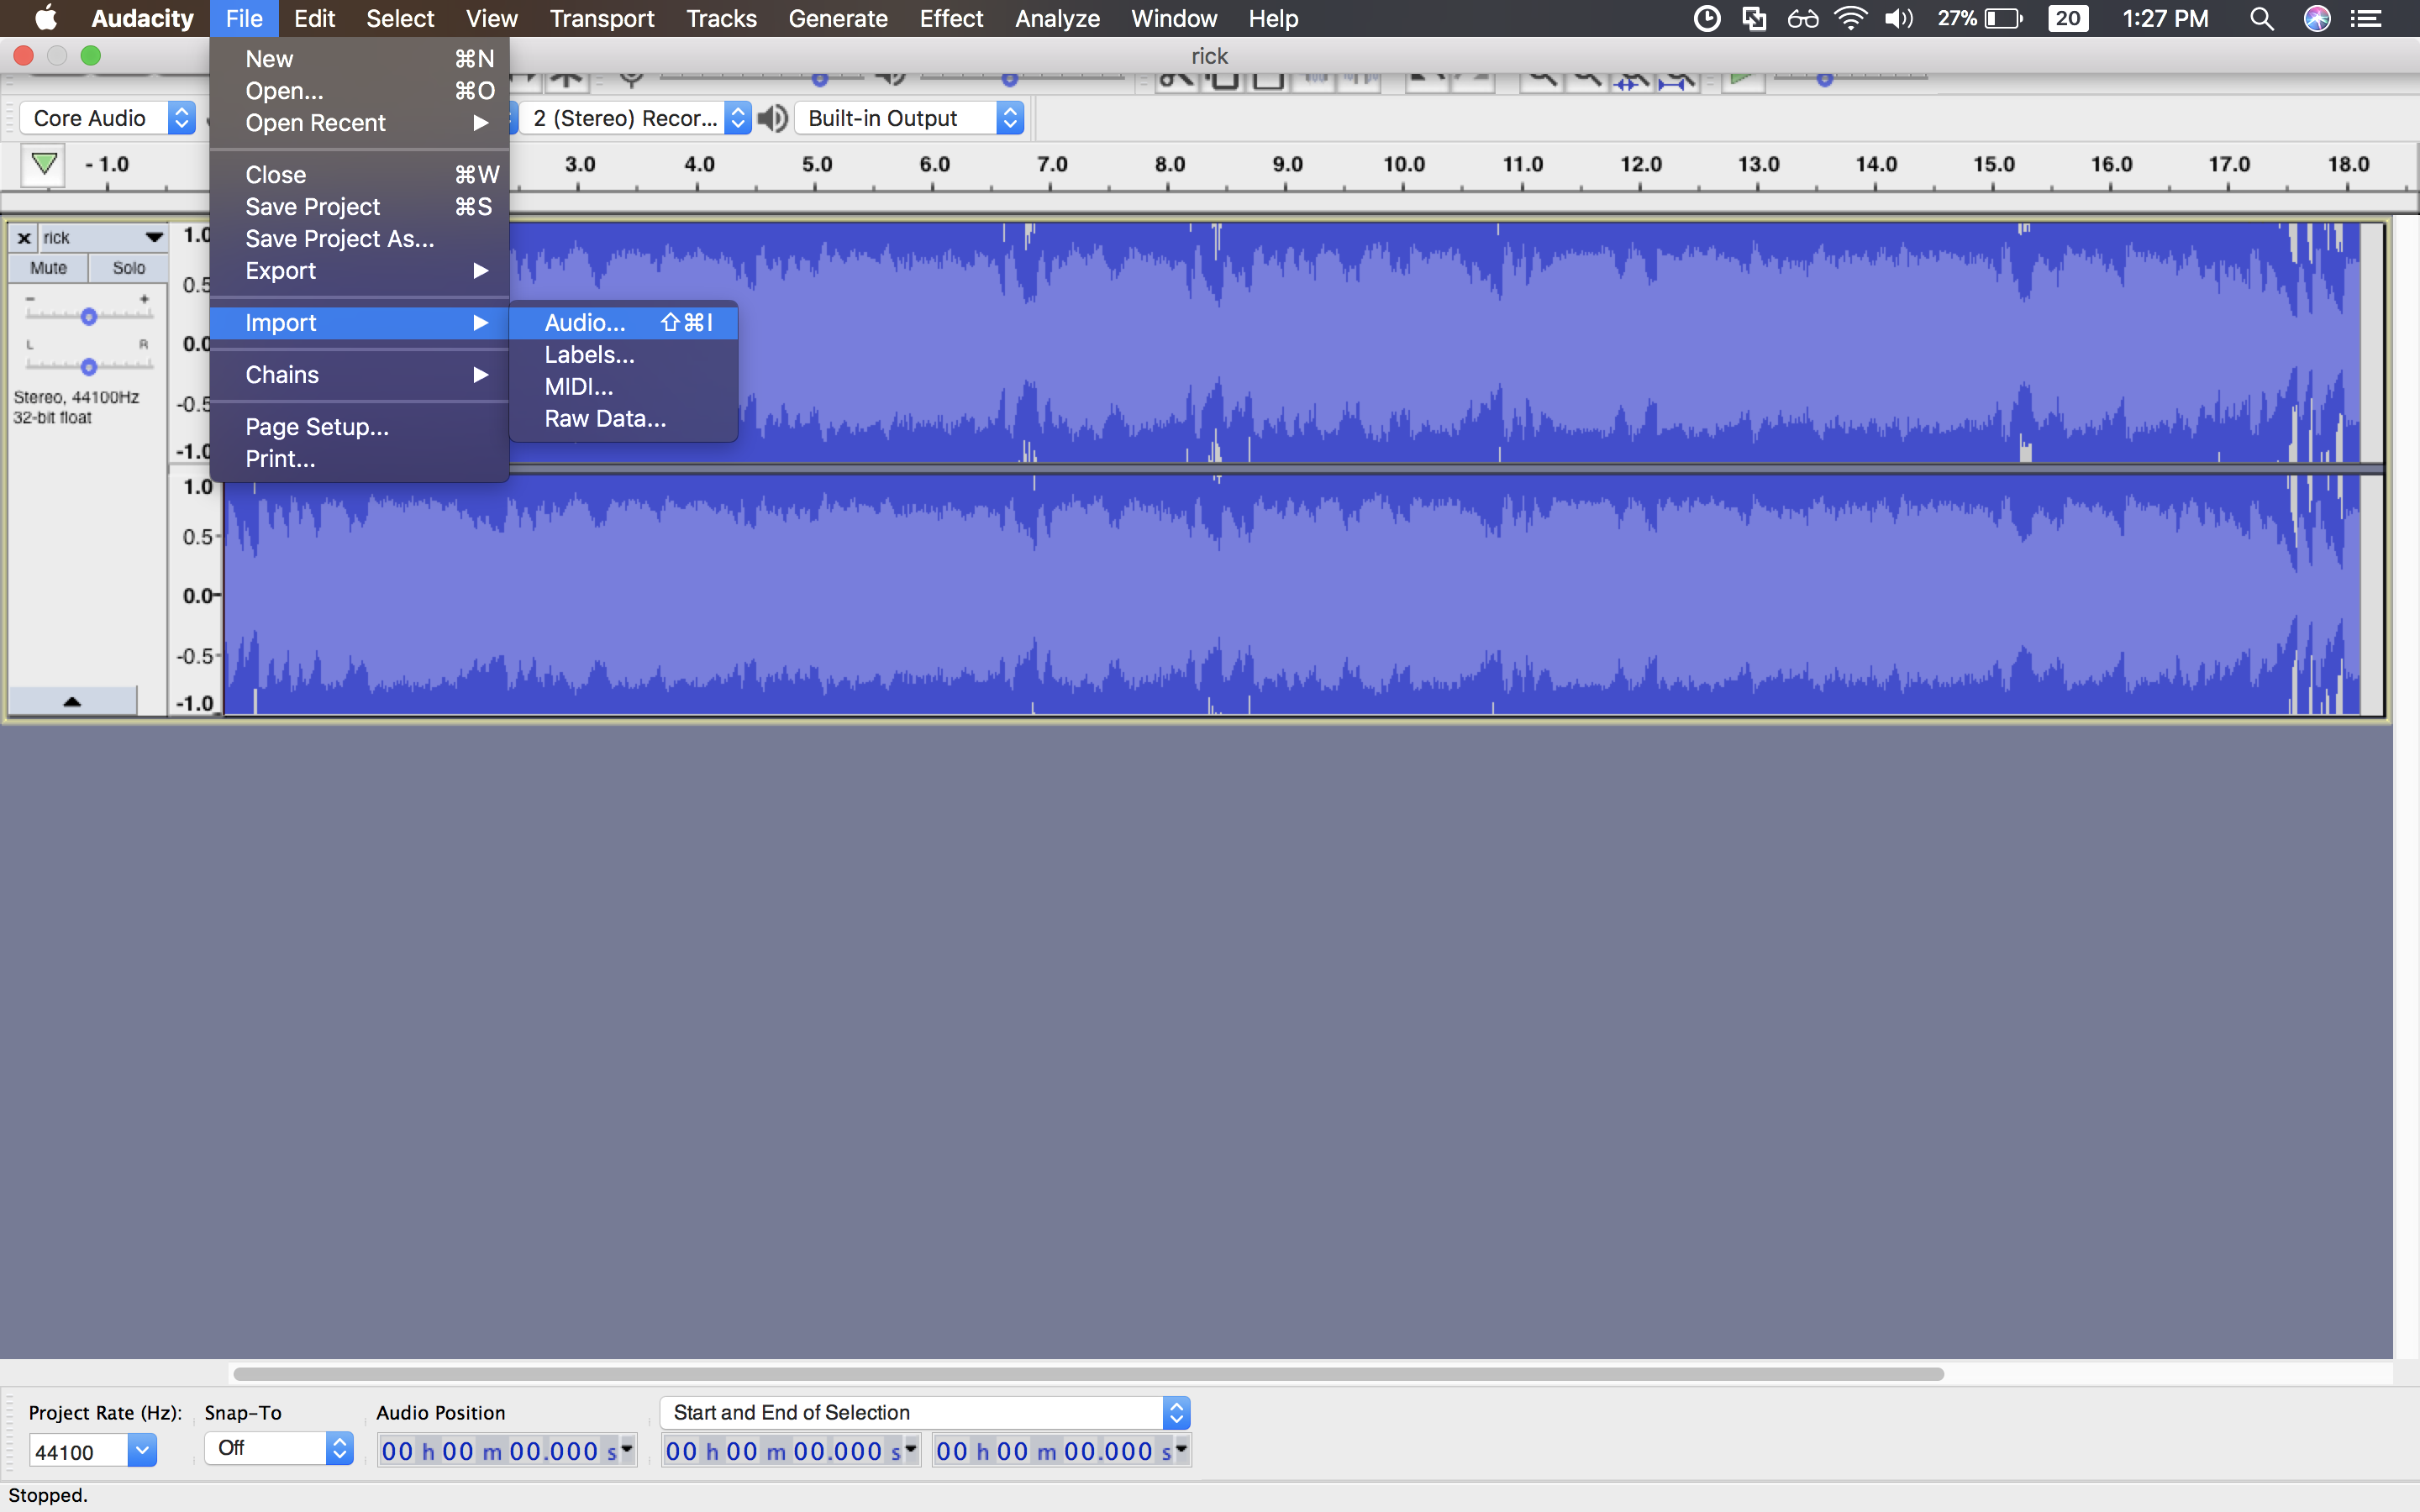 Audacity File Edit Select View Transport Tracks Generate Effect Analyze Window Help 27% 20 1:27 PM
rick
New ⌘N
Open... ⌘O
Open Recent ▶
Close ⌘W
Save Project ⌘S
Save Project As...
Export ▶
Import ▶
Chains ▶
Page Setup...
Print...
Audio... ⇧⌘I
Labels...
MIDI...
Raw Data...
Core Audio 2 (Stereo) Recor... Built-in Output
- 1.0 3.0 4.0 5.0 6.0 7.0 8.0 9.0 10.0 11.0 12.0 13.0 14.0 15.0 16.0 17.0 18.0
x rick
Mute Solo
- +
L R
Stereo, 44100Hz
32-bit float
1.0
0.5
0.0
-0.5
-1.0
1.0
0.5-
0.0-
-0.5-
-1.0
Project Rate (Hz): Snap-To Audio Position Start and End of Selection
44100 Off 00 h 00 m 00.000 s 00 h 00 m 00.000 s 00 h 00 m 00.000 s
Stopped.